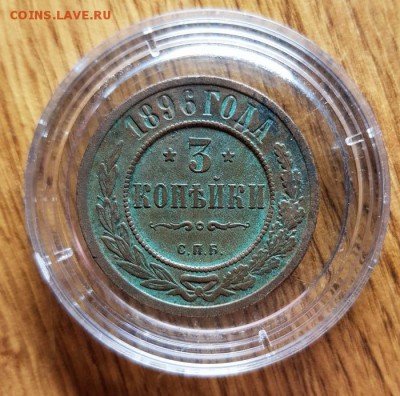 COINS.LAVE.RU
1896 ГОДА
★ 3 ★
КОПѢЙКИ
С.П.Б.